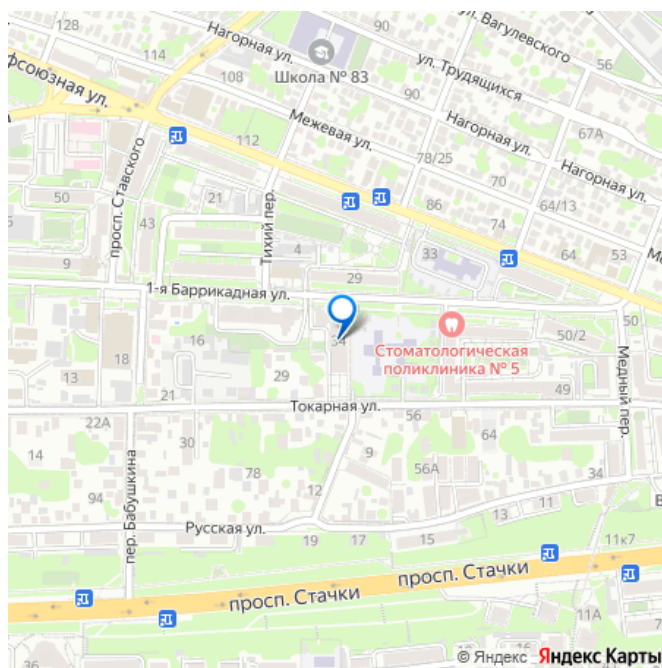 128
114
Нагорная ул.
ул. Вагулевского
90
56
Школа № 83
ул. Трудящихся
фсоюзная ул.
108
90
Межевая ул.
Нагорная ул.
67А
112
78/25
Нагорная ул.
просп. Ставского
50
21
Тихий пер.
86
70
64/13
43
4
74
64
53
33
9
29
1-я Баррикадная ул.
50
34
16
18
Стоматологическая
поликлиника № 5
50/2
Медный пер.
13
29
49
21
Токарная ул.
22А
56
30
56
64
14
9
78
56А
34
94
12
пер. Бабушкина
11
13
Русская ул.
19
17
15
11к7
просп. Стачки
просп. Стачки
11А
36
© Яндекс Яндекс Карты